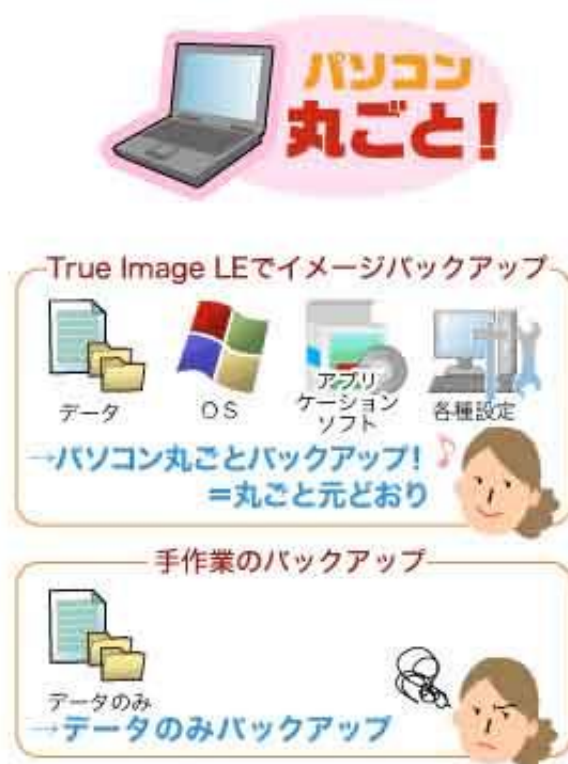 パソコン
丸ごと!
True Image LEでイメージバックアップ
データ
OS
アプリ
ケーション
ソフト
各種設定
→パソコン丸ごとバックアップ!
=丸ごと元どおり
手作業のバックアップ
データのみ
→データのみバックアップ